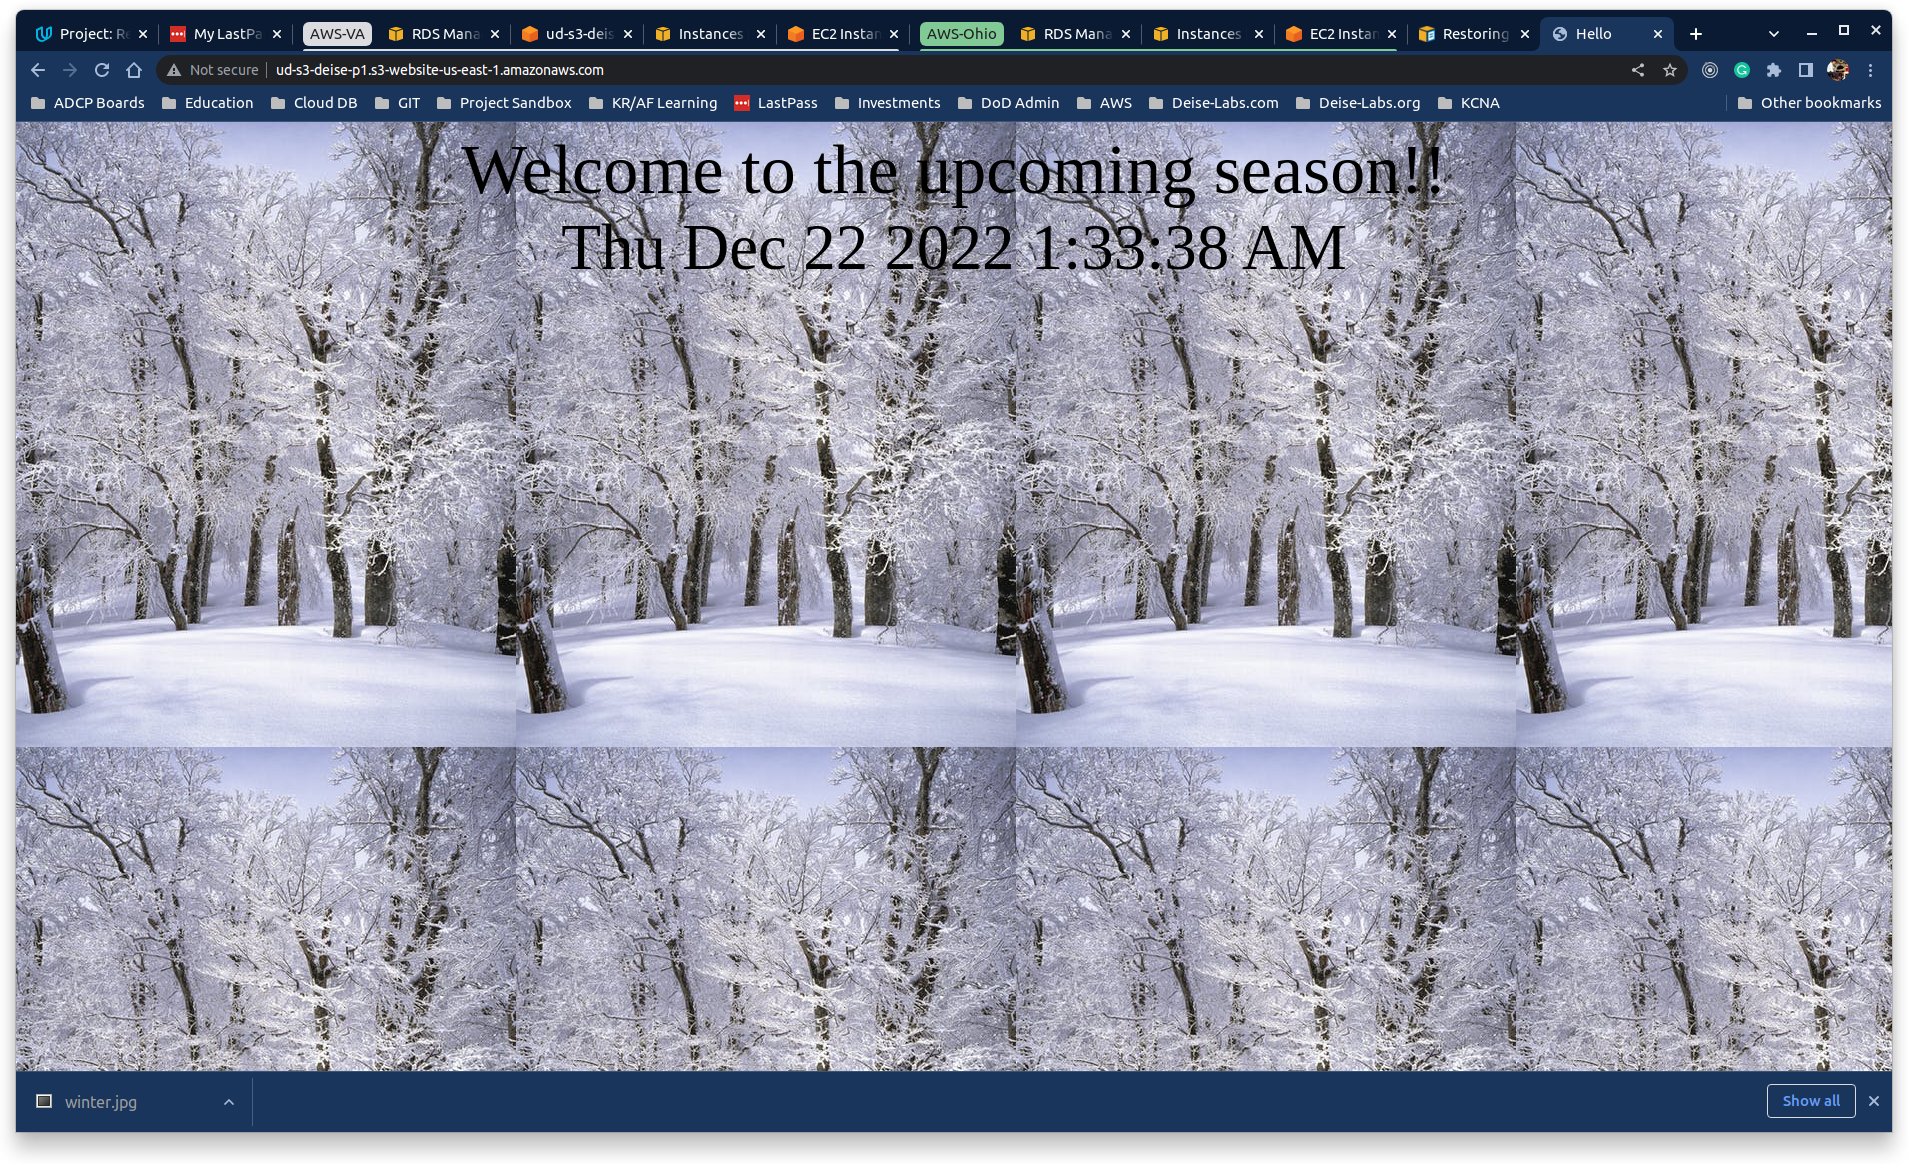 Project: Re
My LastPa
AWS-VA
RDS Mana
ud-s3-deis
Instances
EC2 Instan
AWS-Ohio
RDS Mana
Instances
EC2 Instan
Restoring
Hello
Not secure
ud-s3-deise-p1.s3-website-us-east-1.amazonaws.com
ADCP Boards
Education
Cloud DB
GIT
Project Sandbox
KR/AF Learning
LastPass
Investments
DoD Admin
AWS
Deise-Labs.com
Deise-Labs.org
KCNA
Other bookmarks
Welcome to the upcoming season!!
Thu Dec 22 2022 1:33:38 AM
winter.jpg
Show all